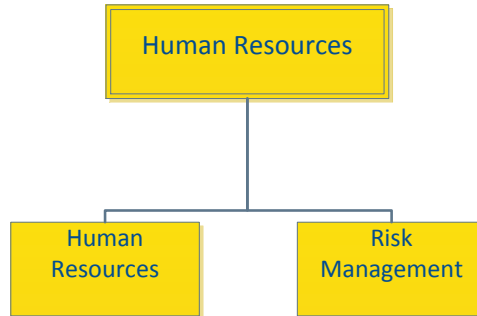 Human Resources
Human
Resources
Risk
Management